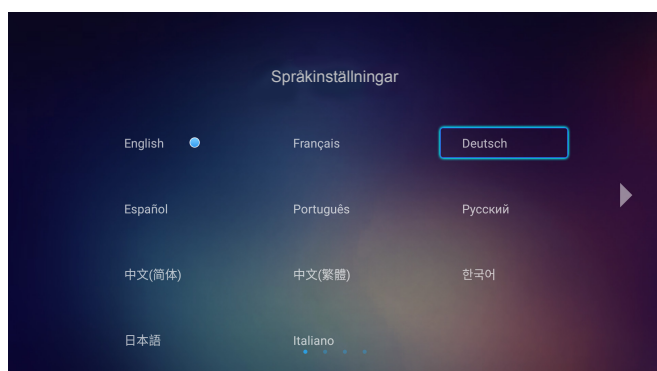 Språkinställningar
English Français Deutsch
Español Português Русский
中文(简体) 中文(繁體) 한국어
日本語 Italiano